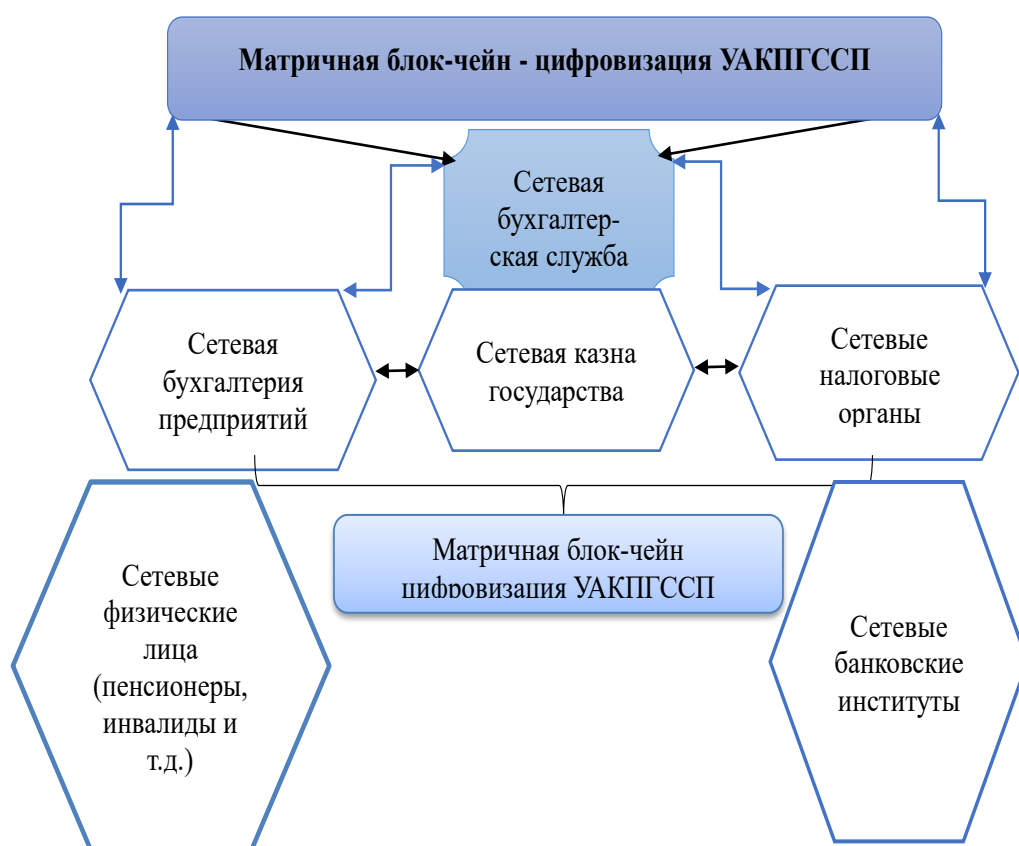 Матричная блок-чейн - цифровизация УАКПГССП
Сетевая
бухгалтер-
ская служба
Сетевая
бухгалтерия
предприятий
Сетевая казна
государства
Сетевые
налоговые
органы
Матричная блок-чейн
цифровизация УАКПГССП
Сетевые
физические
лица
(пенсионеры,
инвалиды и
т.д.)
Сетевые
банковские
институты